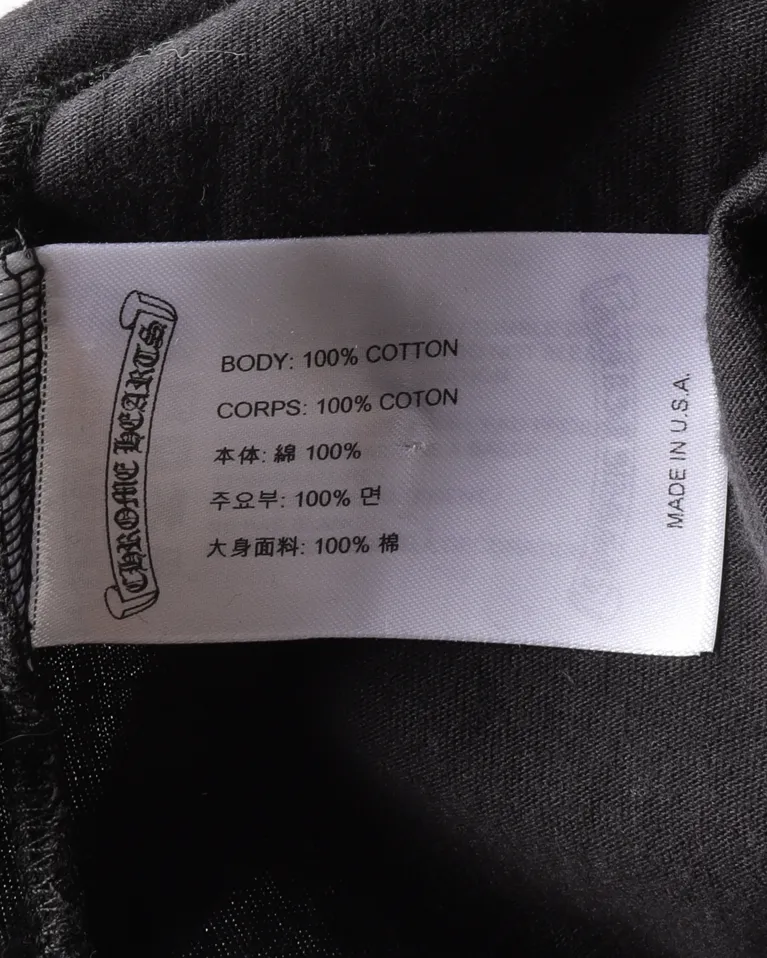 CHROME HEARTS
BODY: 100% COTTON
CORPS: 100% COTON
本体: 綿 100%
주요부: 100% 면
大身面料: 100% 棉
MADE IN U.S.A.